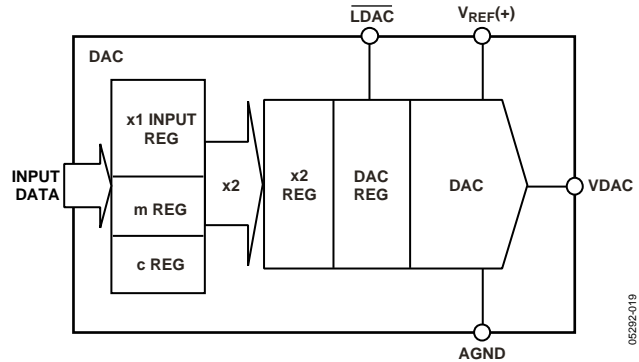 LDAC
VREF(+)
DAC
x1 INPUT
REG
INPUT
DATA
x2
x2
REG
DAC
REG
DAC
VDAC
m REG
c REG
AGND
05292-019